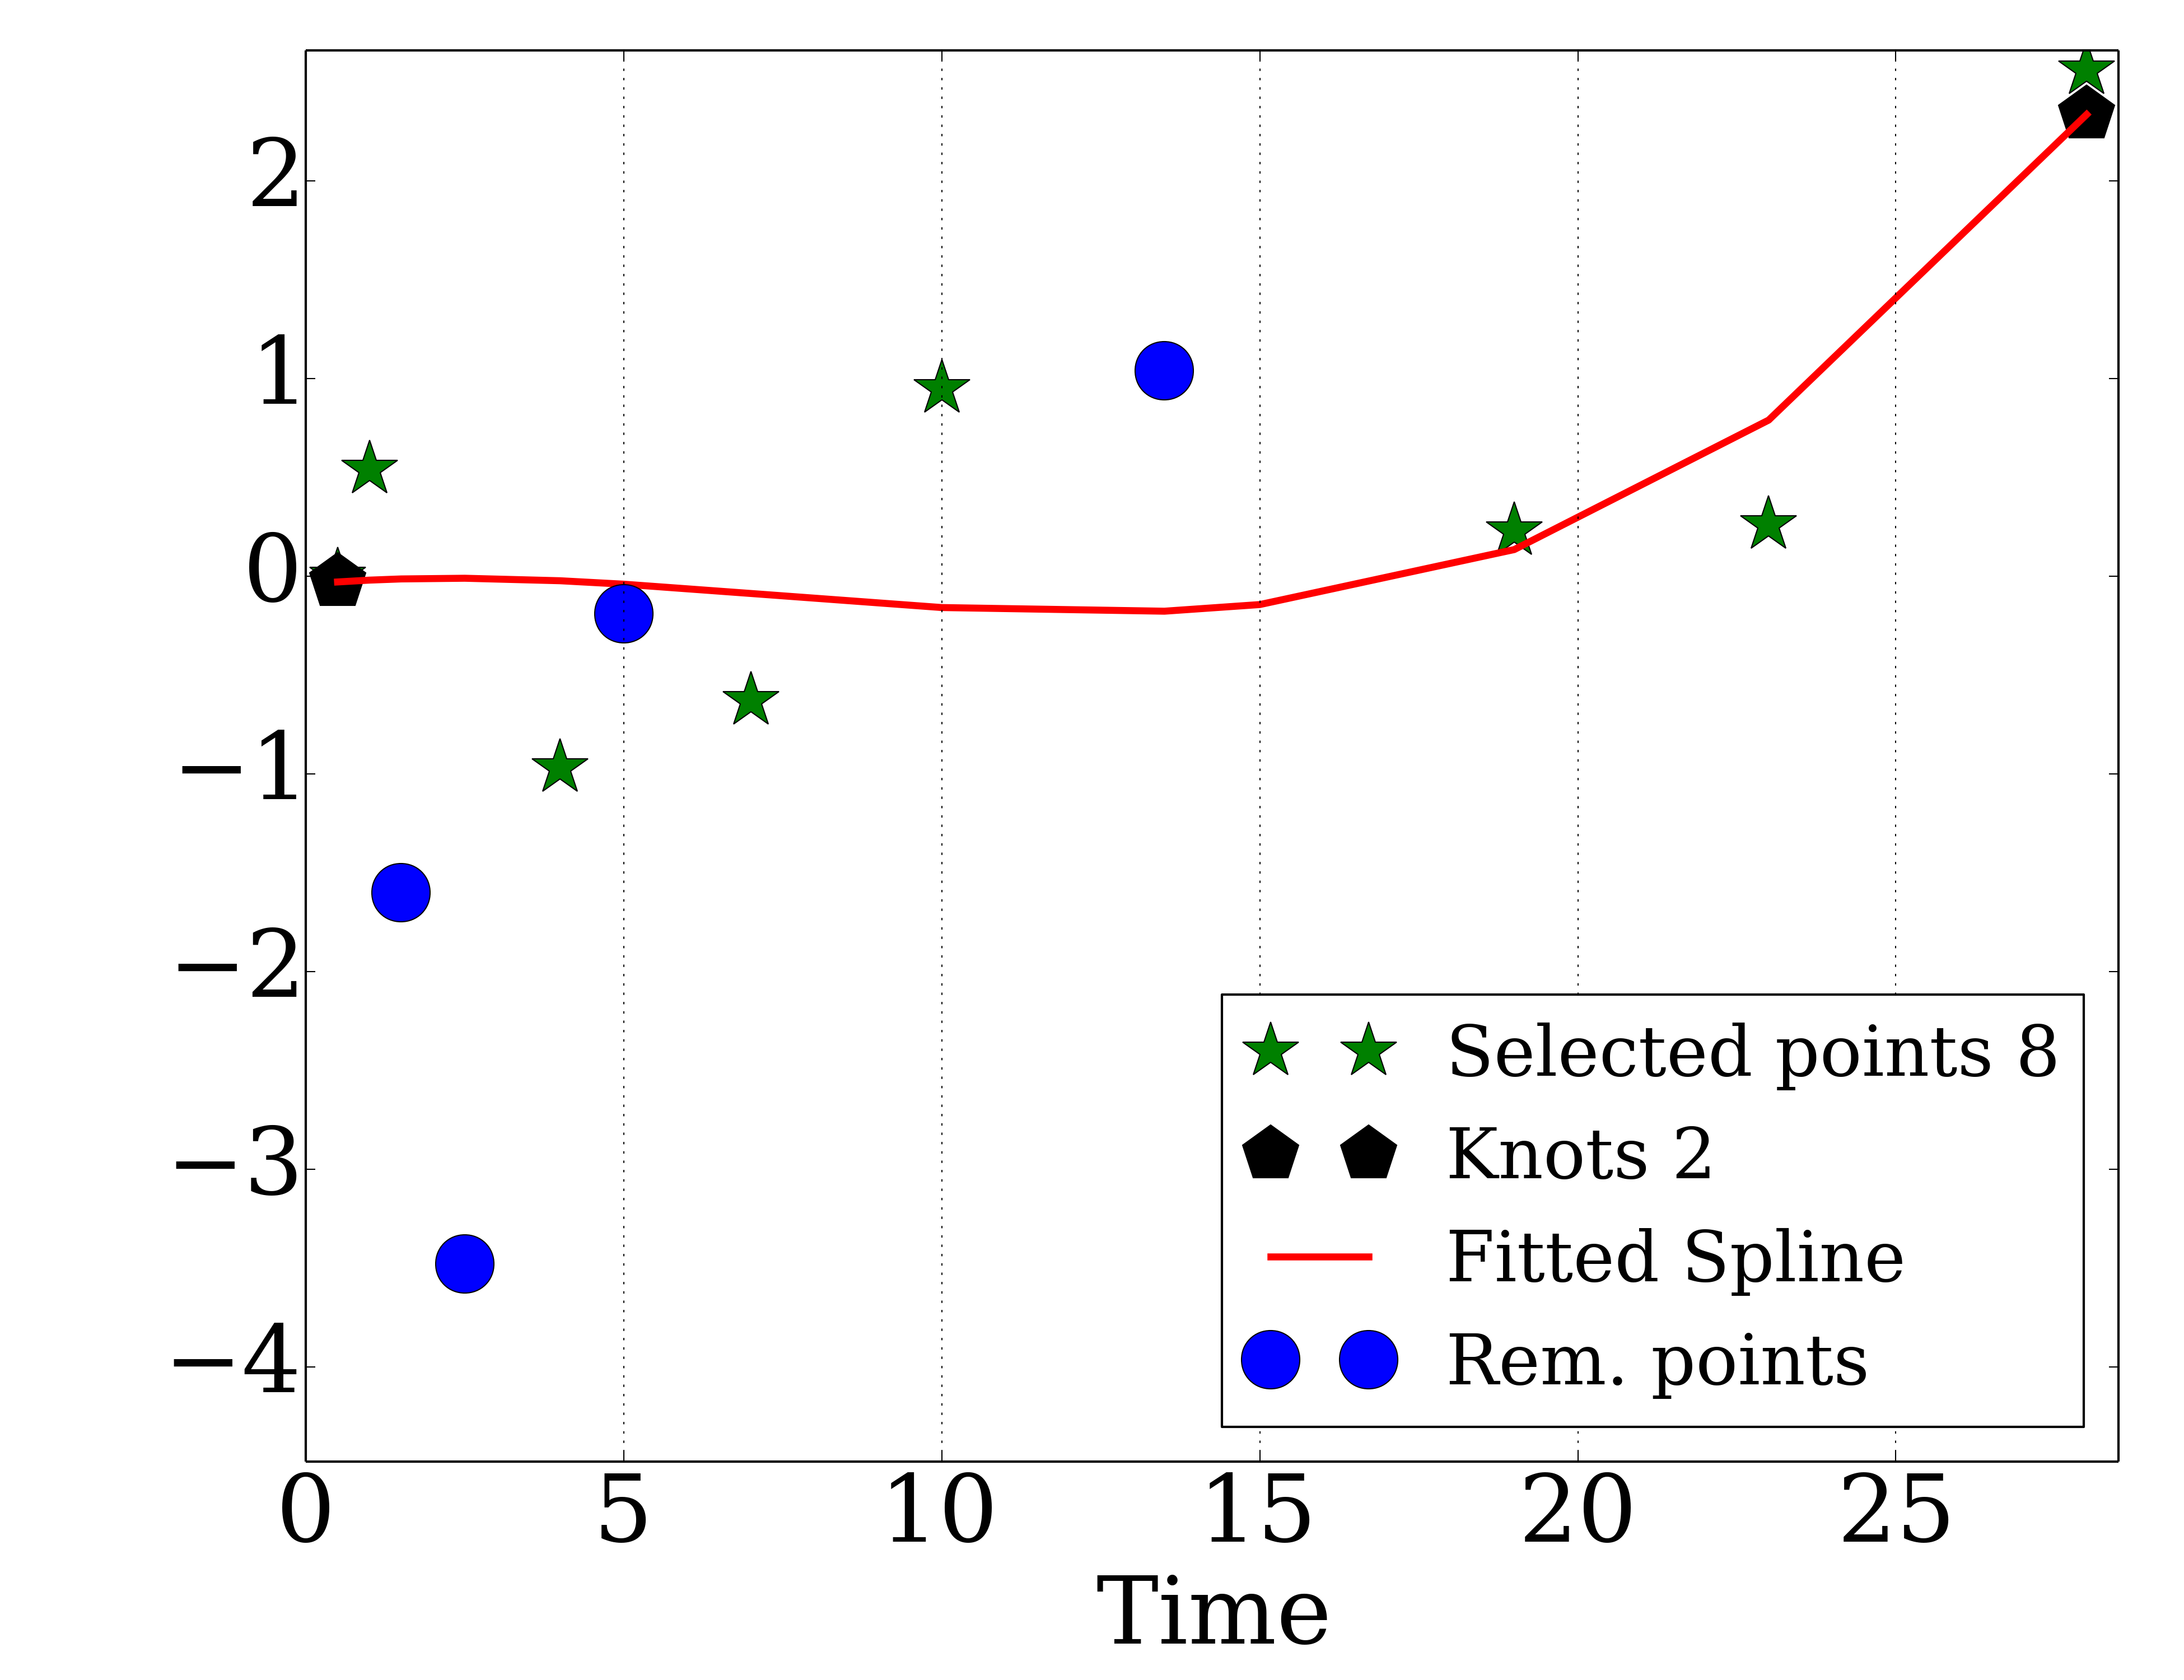 2
1
0
−1
−2
−3
−4
0 5 10 15 20 25
Time
Selected points 8
Knots 2
Fitted Spline
Rem. points